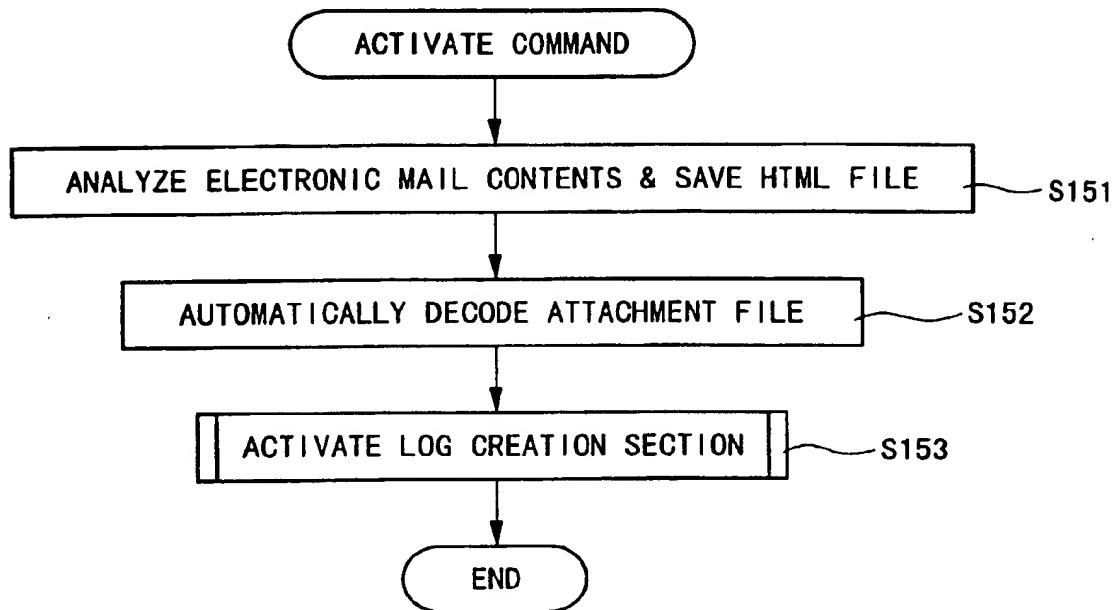 ACTIVATE COMMAND
ANALYZE ELECTRONIC MAIL CONTENTS & SAVE HTML FILE
S151
AUTOMATICALLY DECODE ATTACHMENT FILE
S152
ACTIVATE LOG CREATION SECTION
S153
END